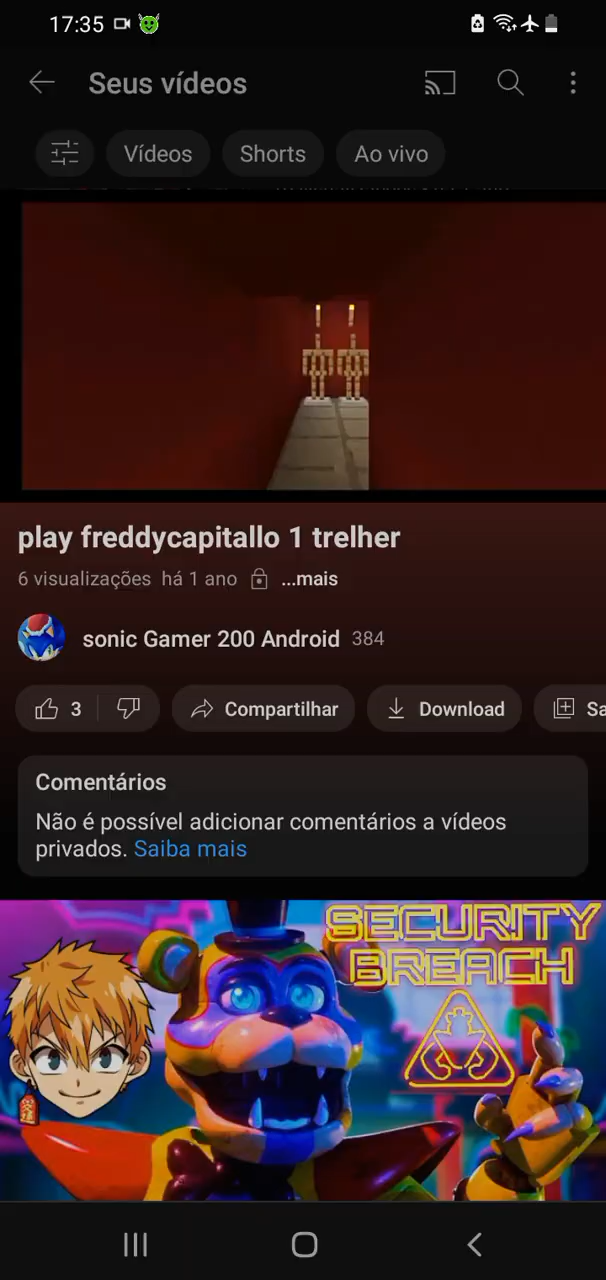 17:35
Seus vídeos
Vídeos
Shorts
Ao vivo
play freddycapitallo 1 trelher
6 visualizações há 1 ano ...mais
sonic Gamer 200 Android 384
3
Compartilhar
Download
Sa
Comentários
Não é possível adicionar comentários a vídeos
privados. Saiba mais
SECURITY
BREACH